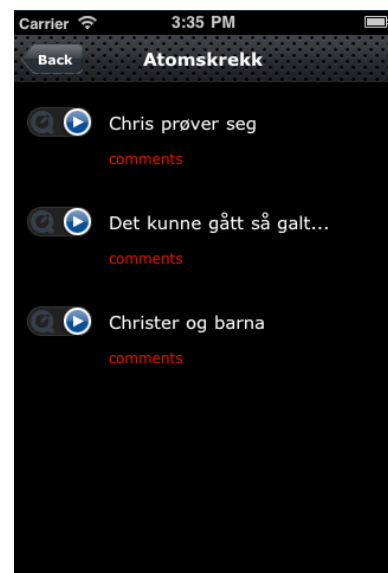 Carrier 3:35 PM
Back Atomskrekk
Chris prøver seg
comments
Det kunne gått så galt...
comments
Christer og barna
comments